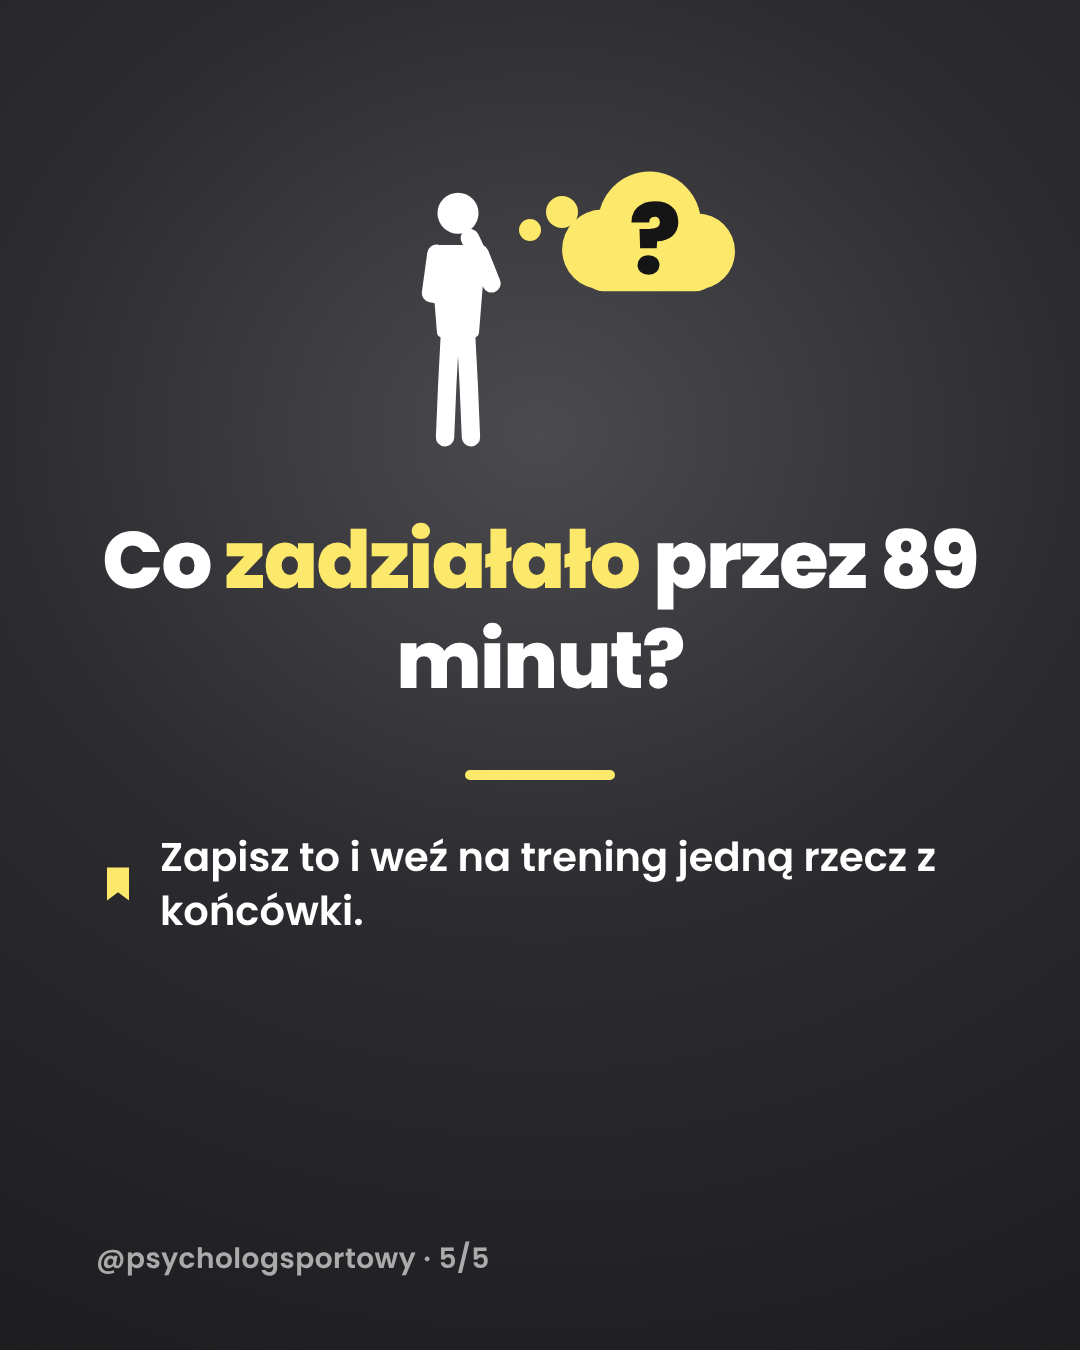 ?
Co zadziałało przez 89
minut?
Zapisz to i weź na trening jedną rzecz z
końcówki.
@psychologsportowy · 5/5